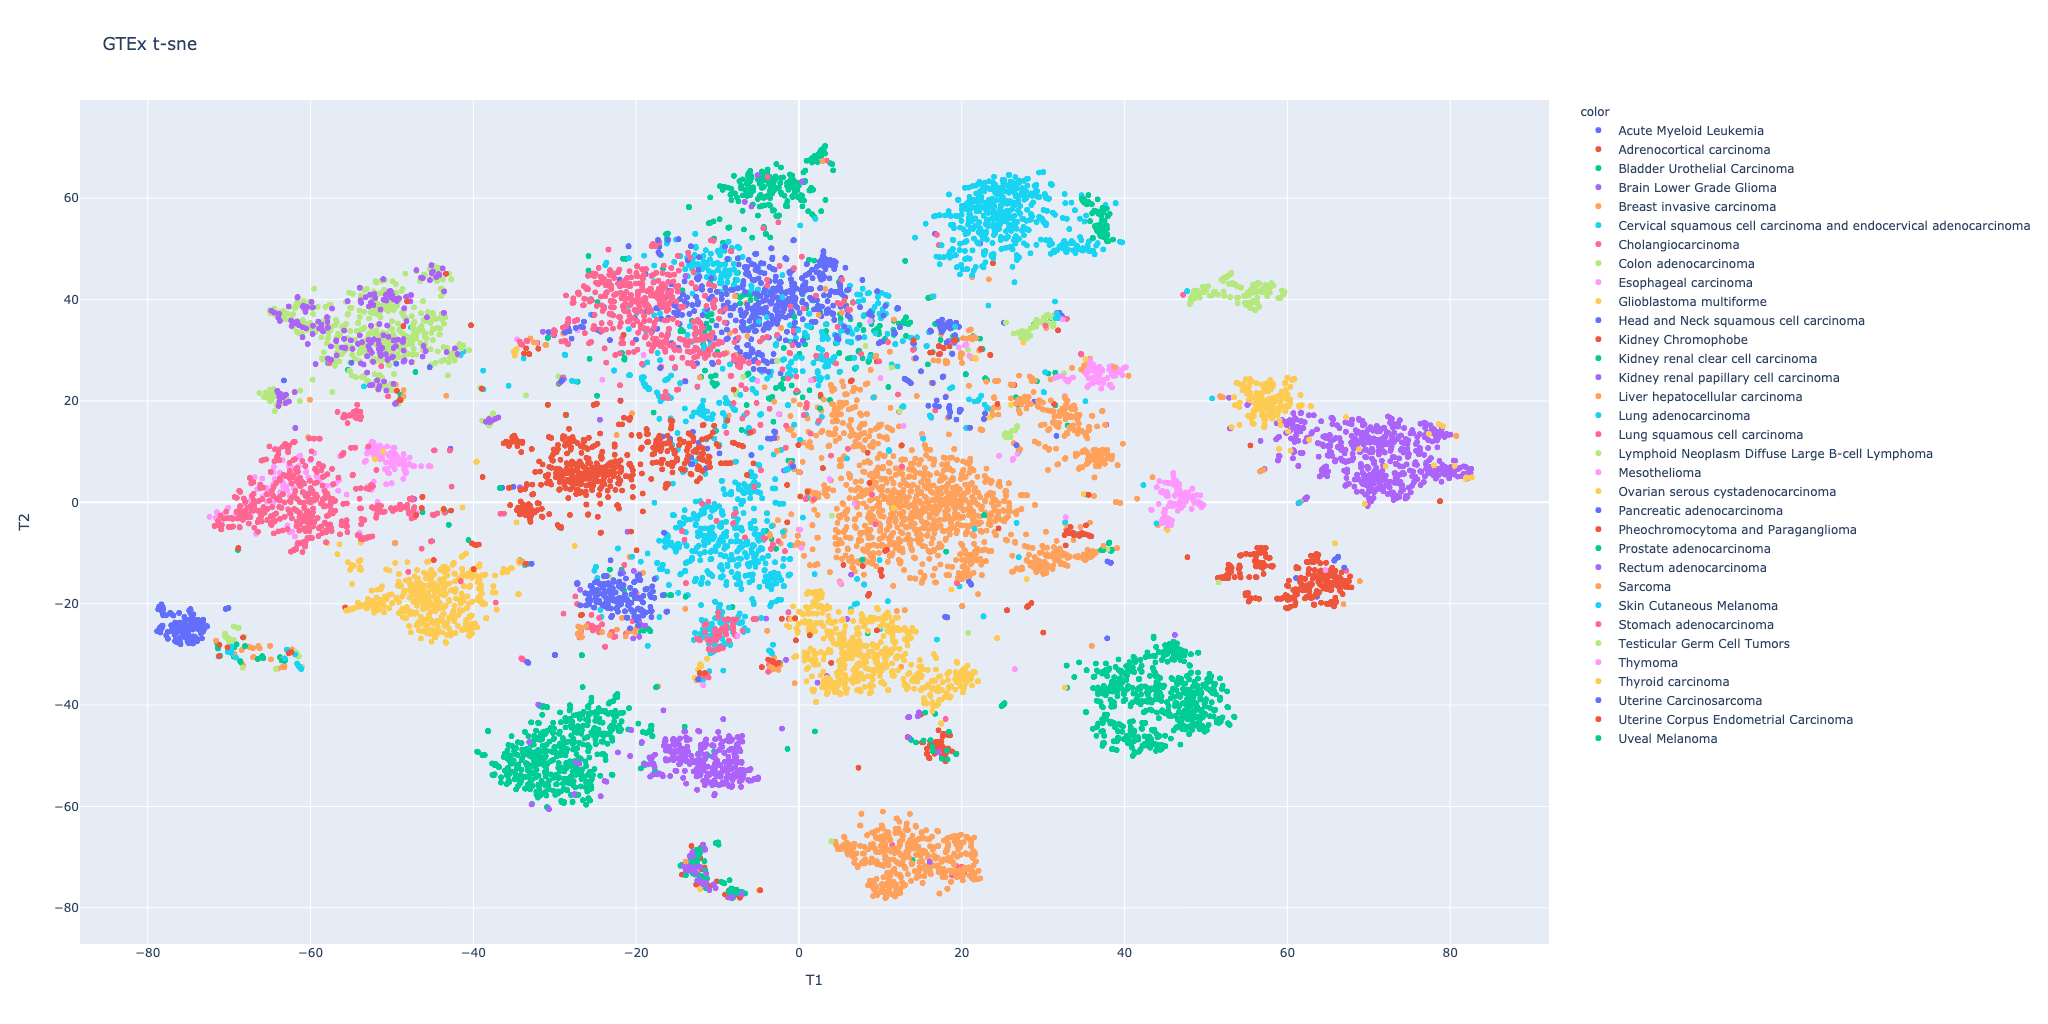 GTEx t-sne
T2
60
40
20
0
−20
−40
−60
−80
−80
−60
−40
−20
0
20
40
60
80
T1
color
Acute Myeloid Leukemia
Adrenocortical carcinoma
Bladder Urothelial Carcinoma
Brain Lower Grade Glioma
Breast invasive carcinoma
Cervical squamous cell carcinoma and endocervical adenocarcinoma
Cholangiocarcinoma
Colon adenocarcinoma
Esophageal carcinoma
Glioblastoma multiforme
Head and Neck squamous cell carcinoma
Kidney Chromophobe
Kidney renal clear cell carcinoma
Kidney renal papillary cell carcinoma
Liver hepatocellular carcinoma
Lung adenocarcinoma
Lung squamous cell carcinoma
Lymphoid Neoplasm Diffuse Large B-cell Lymphoma
Mesothelioma
Ovarian serous cystadenocarcinoma
Pancreatic adenocarcinoma
Pheochromocytoma and Paraganglioma
Prostate adenocarcinoma
Rectum adenocarcinoma
Sarcoma
Skin Cutaneous Melanoma
Stomach adenocarcinoma
Testicular Germ Cell Tumors
Thymoma
Thyroid carcinoma
Uterine Carcinosarcoma
Uterine Corpus Endometrial Carcinoma
Uveal Melanoma